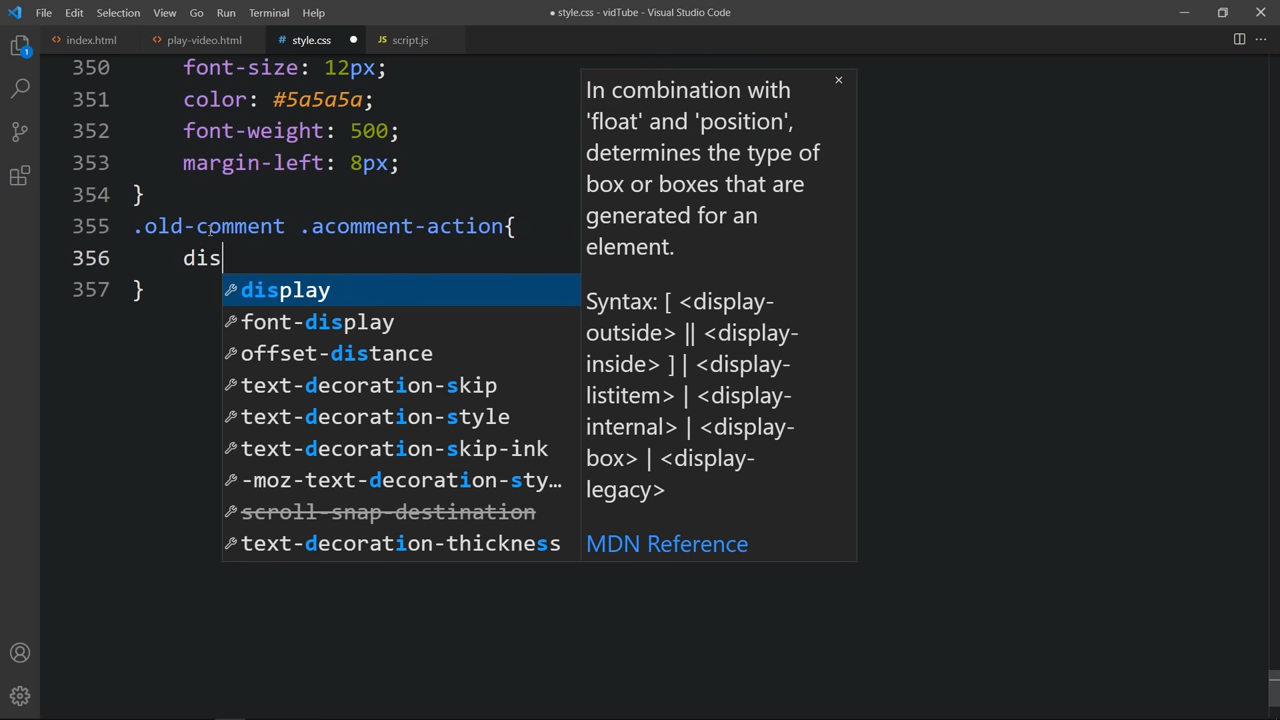 File Edit Selection View Go Run Terminal Help
● style.css - vidTube - Visual Studio Code
index.html play-video.html # style.css JS script.js
1
350 font-size: 12px;
351 color: #5a5a5a;
352 font-weight: 500;
353 margin-left: 8px;
354 }
355 .old-comment .acomment-action{
356 dis
357 }
display
font-display
offset-distance
text-decoration-skip
text-decoration-style
text-decoration-skip-ink
-moz-text-decoration-sty…
scroll-snap-destination
text-decoration-thickness
In combination with
'float' and 'position',
determines the type of
box or boxes that are
generated for an
element.
Syntax: [ <display-
outside> || <display-
inside> ] | <display-
listitem> | <display-
internal> | <display-
box> | <display-
legacy>
MDN Reference